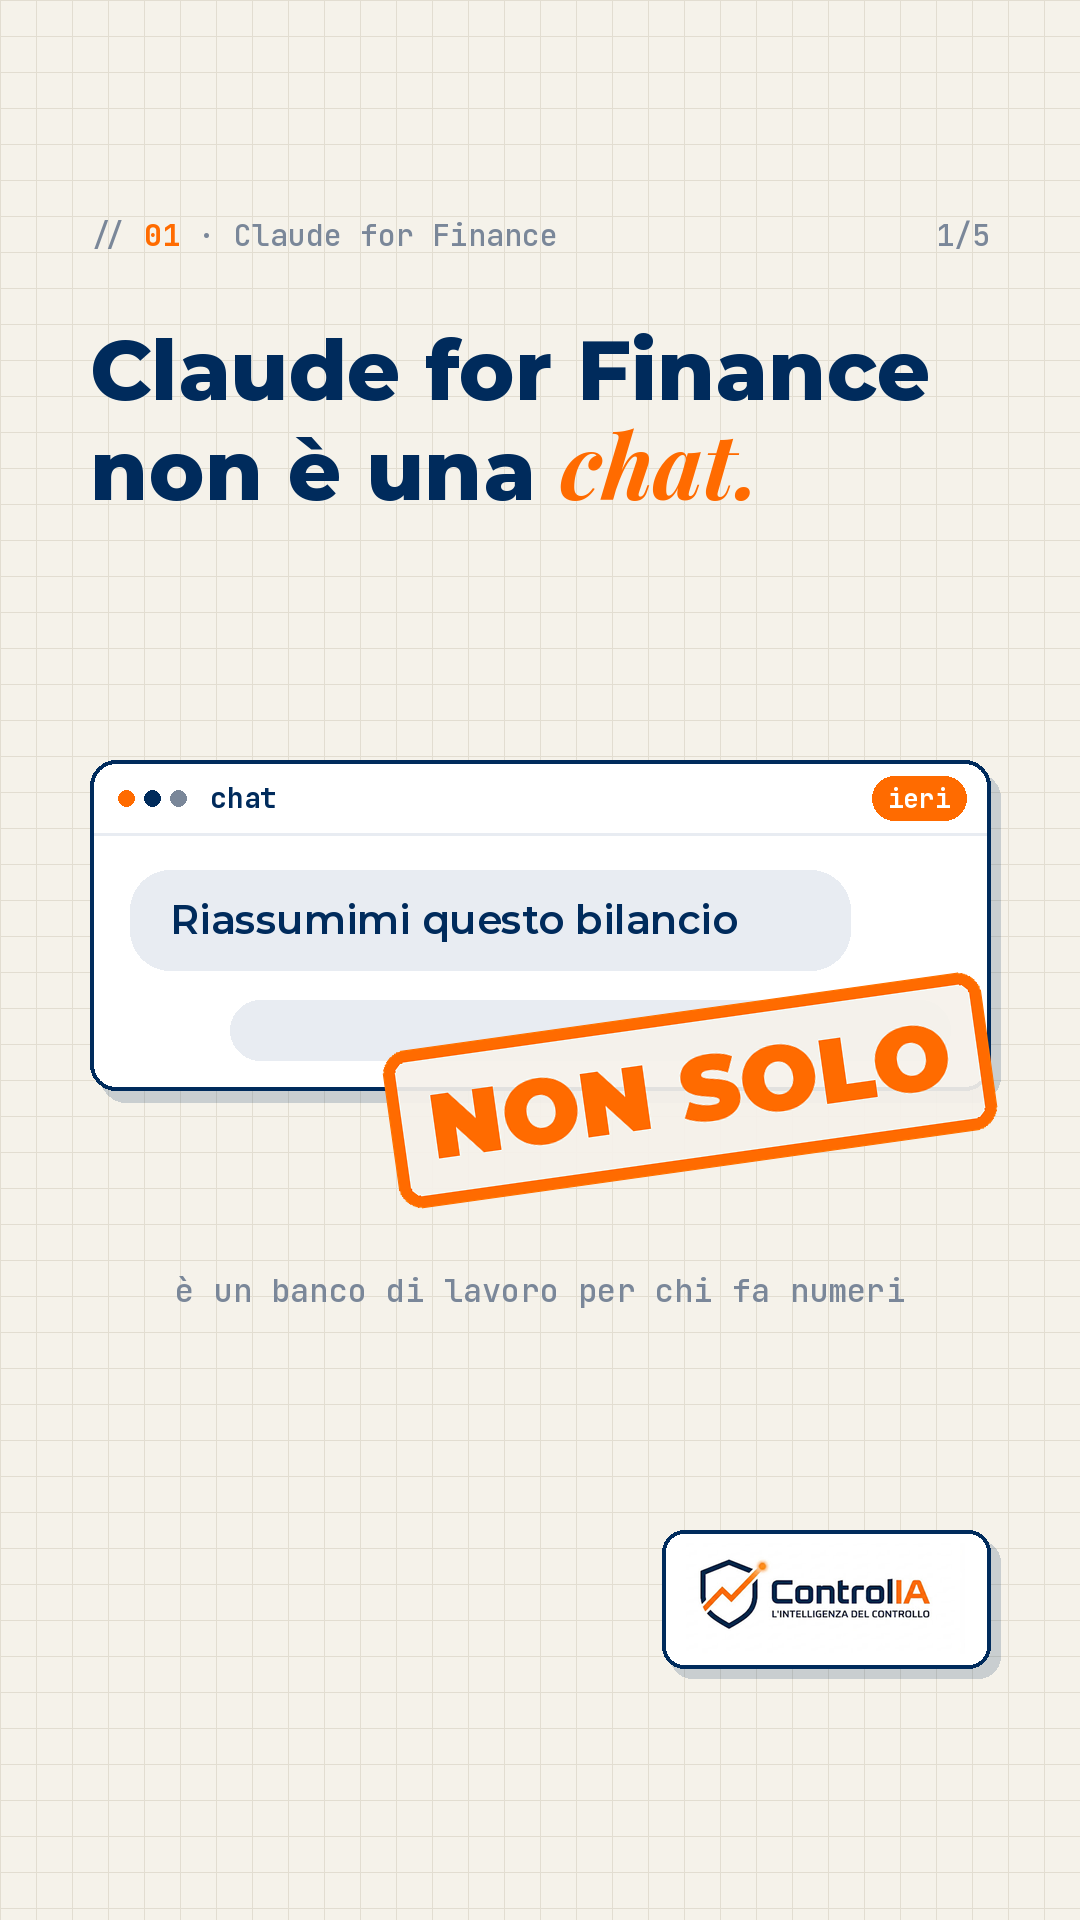 // 01 · Claude for Finance
1/5
Claude for Finance
non è una chat.
chat
ieri
Riassumimi questo bilancio
NON SOLO
è un banco di lavoro per chi fa numeri
ControlIA
L'INTELLIGENZA DEL CONTROLLO